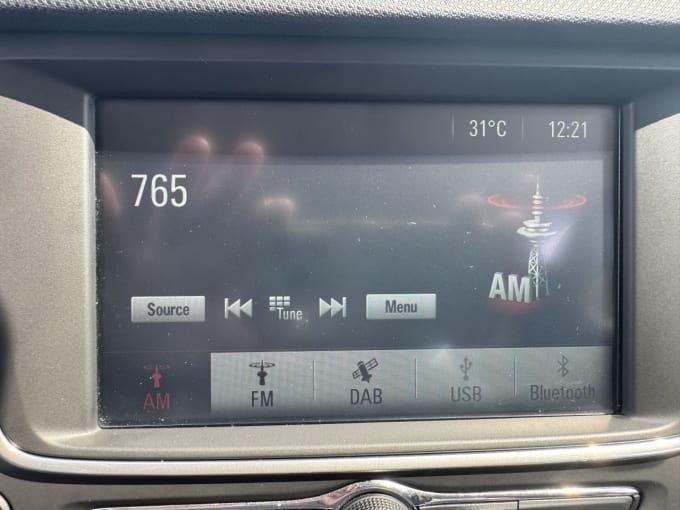 31°C 12:21
765
AM
Source Tune Menu
AM FM DAB USB Bluetooth